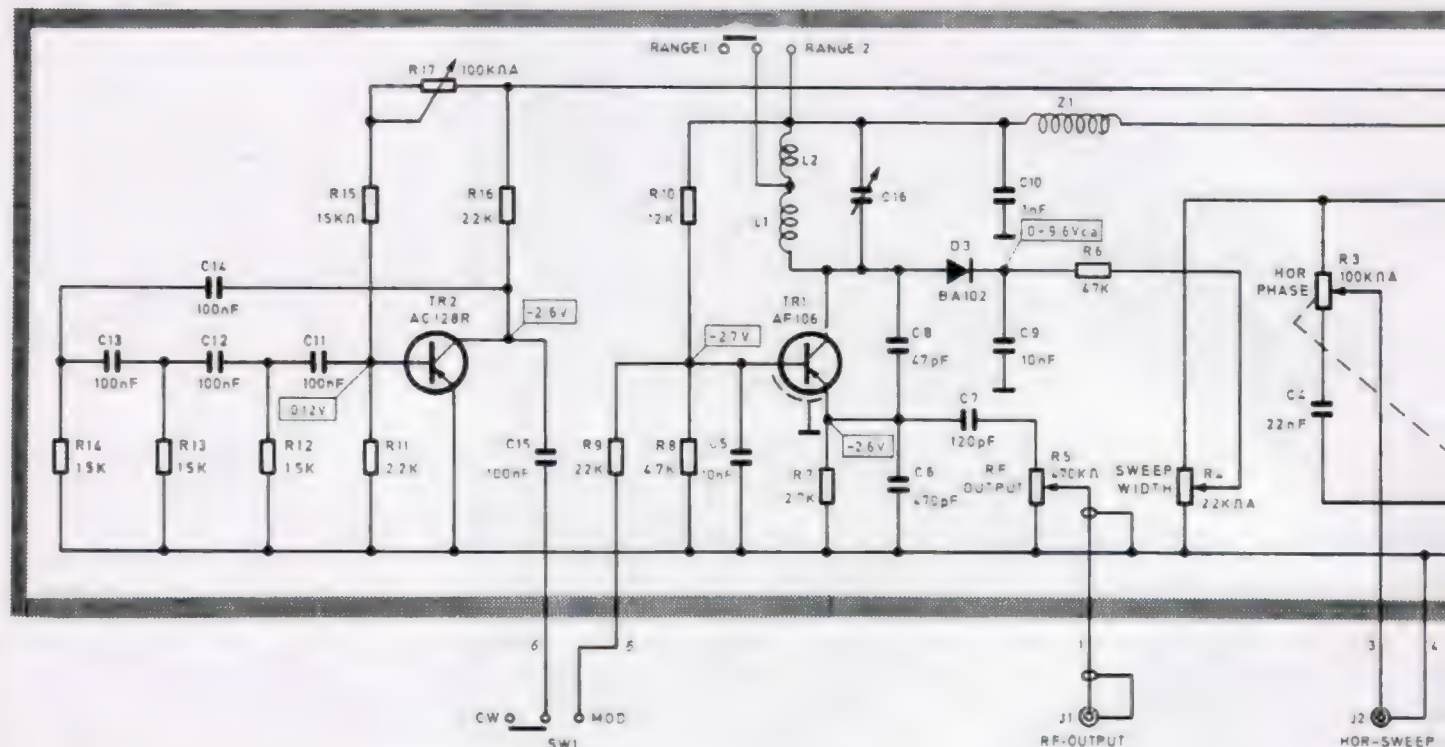 RANGE 1
RANGE 2
R17 100KΩA
Z1
L2
R15
15KΩ
R16
22K
R10
12K
C16
C10
1nF
L1
0-9.6Vca
D3
BA102
R6
47K
R3
100KΩA
HOR
PHASE
C14
100nF
TR2
AC128R
-2.6V
TR1
AF106
-2.7V
C8
47pF
C9
10nF
C13
100nF
C12
100nF
C11
100nF
0.12V
C4
22nF
C7
120pF
-2.6V
R14
15K
R13
15K
R12
15K
R11
2.2K
C15
100nF
R9
22K
R8
4.7K
C5
10nF
R7
C6
470pF
RF
OUTPUT
R5
470KΩ
SWEEP
WIDTH
R4
22KΩA
6
5
1
3
4
CW
MOD
SW1
J1
RF-OUTPUT
J2
HOR-SWEEP